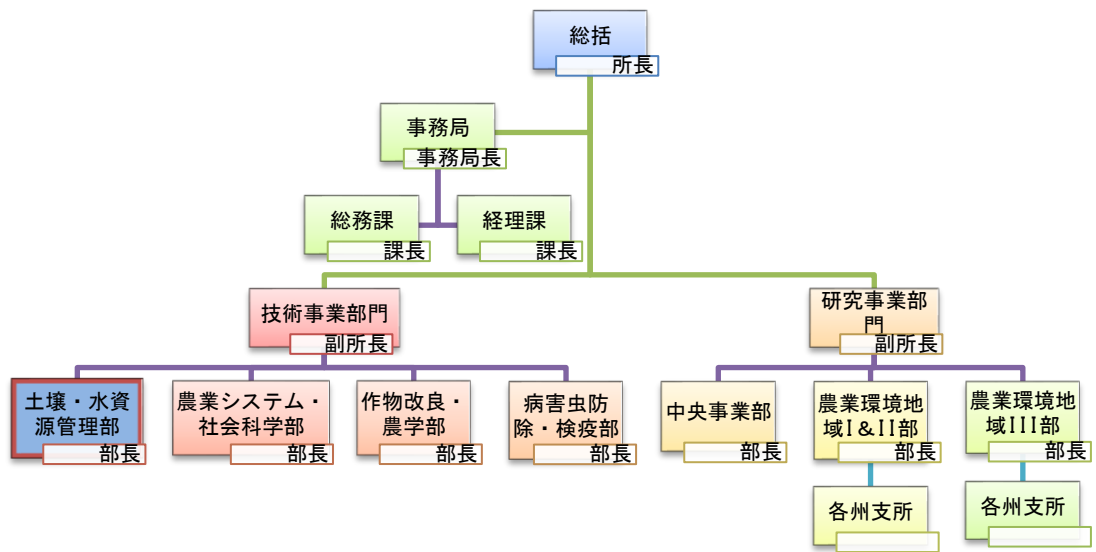 総括
所長
事務局
事務局長
総務課
課長
経理課
課長
技術事業部門
副所長
研究事業部
門
副所長
土壌・水資
源管理部
部長
農業システム・
社会科学部
部長
作物改良・
農学部
部長
病害虫防
除・検疫部
部長
中央事業部
部長
農業環境地
域I&II部
部長
農業環境地
域III部
部長
各州支所
各州支所